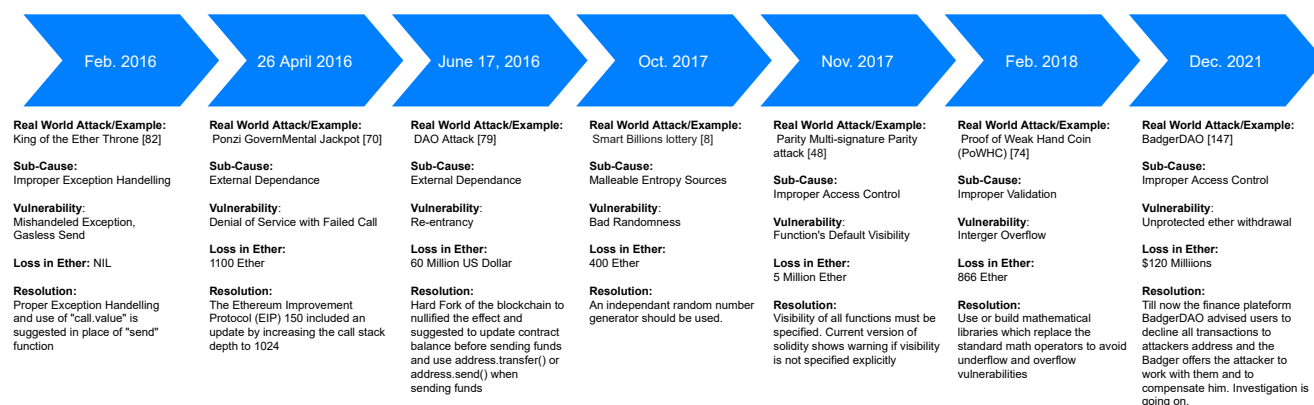 Feb. 2016
26 April 2016
June 17, 2016
Oct. 2017
Nov. 2017
Feb. 2018
Dec. 2021
Real World Attack/Example:
King of the Ether Throne [82]
Sub-Cause:
Improper Exception Handelling
Vulnerability:
Mishandeled Exception,
Gasless Send
Loss in Ether: NIL
Resolution:
Proper Exception Handelling
and use of "call.value" is
suggested in place of "send"
function
Real World Attack/Example:
Ponzi GovernMental Jackpot [70]
Sub-Cause:
External Dependance
Vulnerability:
Denial of Service with Failed Call
Loss in Ether:
1100 Ether
Resolution:
The Ethereum Improvement
Protocol (EIP) 150 included an
update by increasing the call stack
depth to 1024
Real World Attack/Example:
DAO Attack [79]
Sub-Cause:
External Dependance
Vulnerability:
Re-entrancy
Loss in Ether:
60 Million US Dollar
Resolution:
Hard Fork of the blockchain to
nullified the effect and
suggested to update contract
balance before sending funds
and use address.transfer() or
address.send() when
sending funds
Real World Attack/Example:
Smart Billions lottery [8]
Sub-Cause:
Malleable Entropy Sources
Vulnerability:
Bad Randomness
Loss in Ether:
400 Ether
Resolution:
An independant random number
generator should be used.
Real World Attack/Example:
Parity Multi-signature Parity
attack [48]
Sub-Cause:
Improper Access Control
Vulnerability:
Function's Default Visibility
Loss in Ether:
5 Million Ether
Resolution:
Visibility of all functions must be
specified. Current version of
solidity shows warning if visibility
is not specified explicitly
Real World Attack/Example:
Proof of Weak Hand Coin
(PoWHC) [74]
Sub-Cause:
Improper Validation
Vulnerability:
Interger Overflow
Loss in Ether:
866 Ether
Resolution:
Use or build mathematical
libraries which replace the
standard math operators to avoid
underflow and overflow
vulnerabilities
Real World Attack/Example:
BadgerDAO [147]
Sub-Cause:
Improper Access Control
Vulnerability:
Unprotected ether withdrawal
Loss in Ether:
$120 Milliions
Resolution:
Till now the finance plateform
BadgerDAO advised users to
decline all transactions to
attackers address and the
Badger offers the attacker to
work with them and to
compensate him. Investigation is
going on.